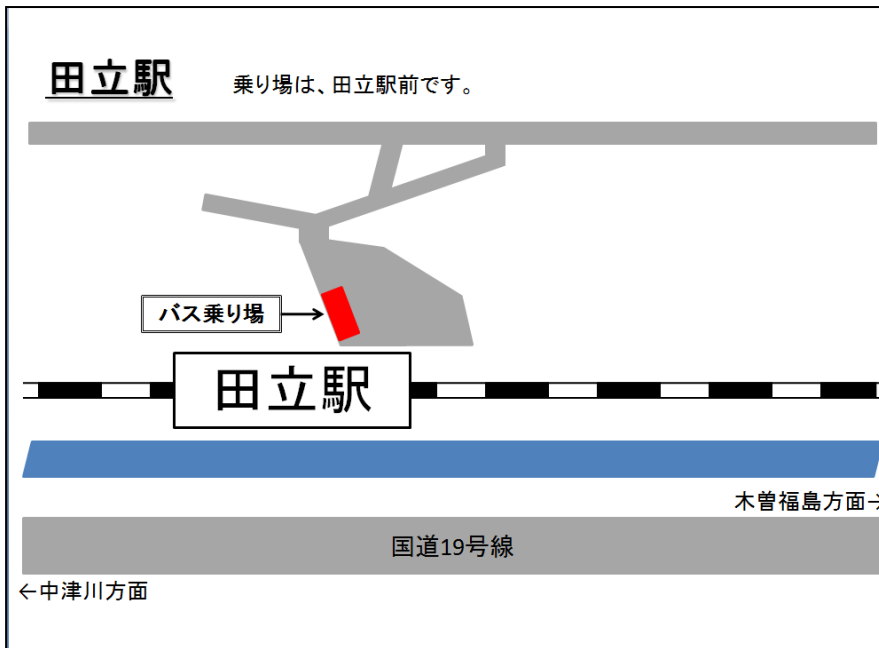 田立駅
乗り場は、田立駅前です。
バス乗り場
田立駅
木曽福島方面→
国道19号線
←中津川方面